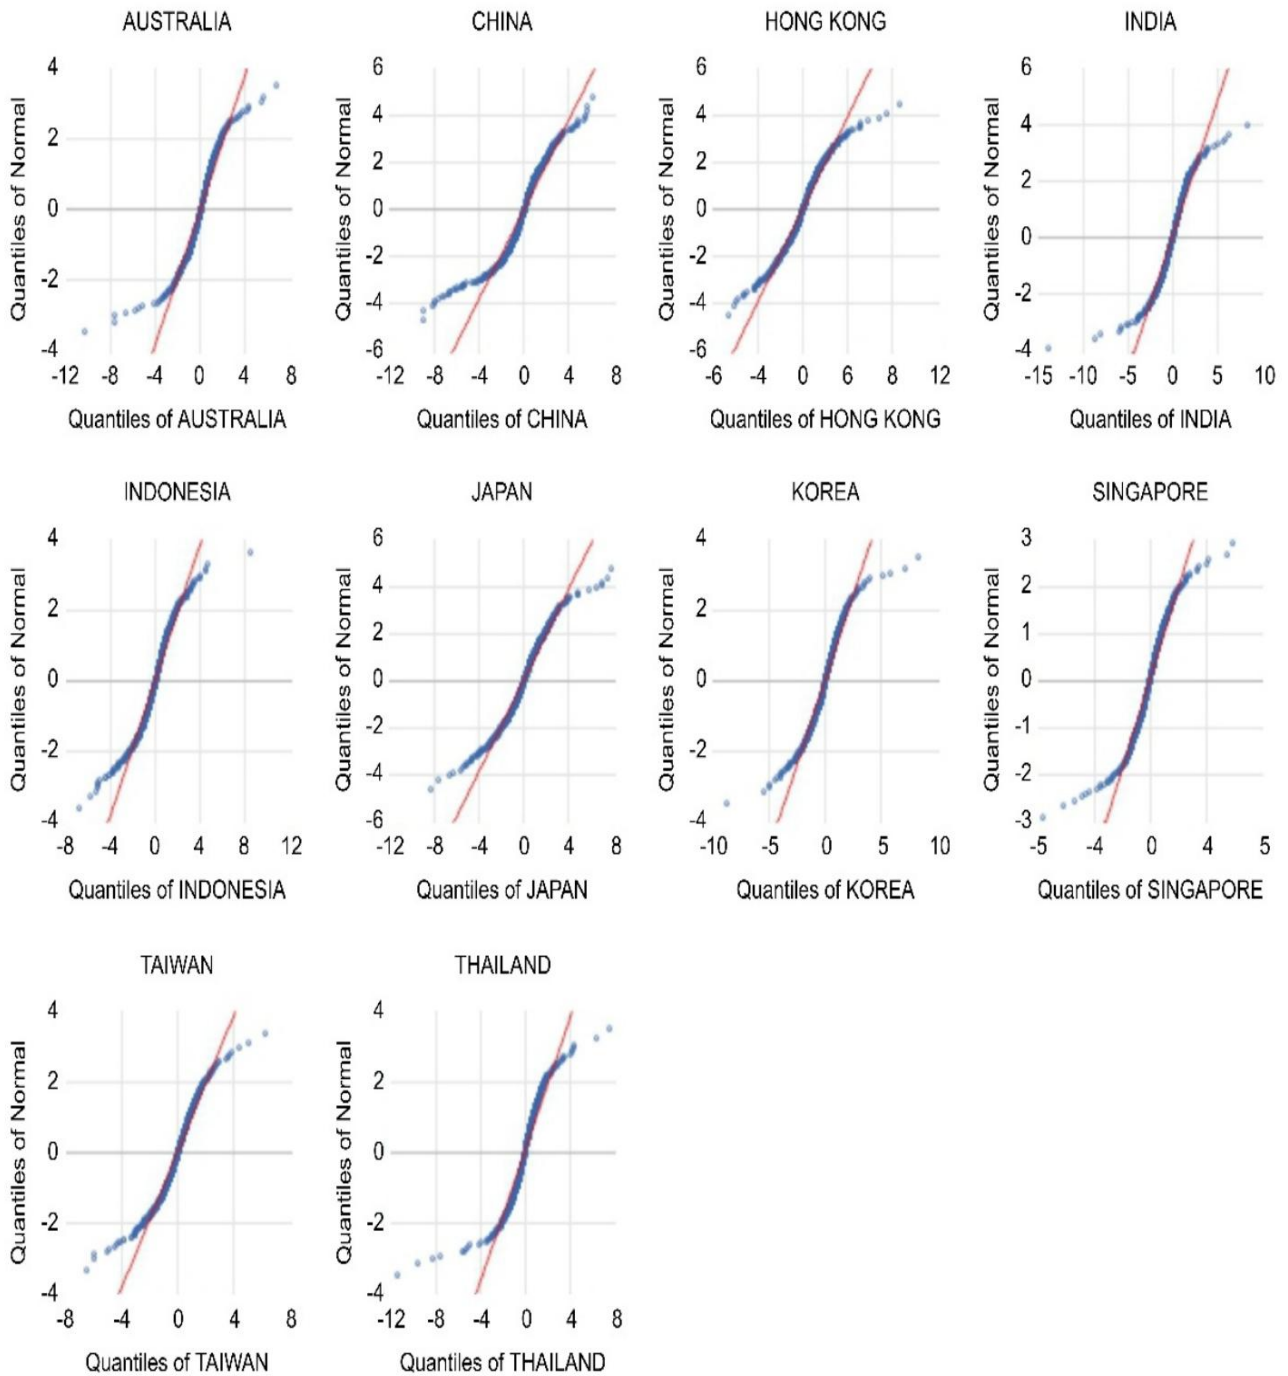 AUSTRALIA CHINA HONG KONG INDIA
4 6 6 6
4 4 4
2
2 2 2
0 0 0 0
-2 -2 -2
-2
-4 -4
-4 -6 -6 -4
-12 -8 -4 0 4 8 -12 -8 -4 0 4 8 -6 -4 0 6 8 12 -15 -10 -5 0 5 10
Quantiles of Normal Quantiles of Normal Quantiles of Normal Quantiles of Normal
Quantiles of AUSTRALIA Quantiles of CHINA Quantiles of HONG KONG Quantiles of INDIA
INDONESIA JAPAN KOREA SINGAPORE
4 6 4 3
4 2
2 2 2 1
0 0 0 0
-2 -2 -2 -1
-4 -2
-4 -6 -4 -3
-8 -4 0 4 8 12 -12 -8 -4 0 4 8 -10 -5 0 5 10 -5 -4 0 4 5
Quantiles of Normal Quantiles of Normal Quantiles of Normal Quantiles of Normal
Quantiles of INDONESIA Quantiles of JAPAN Quantiles of KOREA Quantiles of SINGAPORE
TAIWAN THAILAND
4 4
2 2
0 0
-2 -2
-4 -4
-8 -4 0 4 8 -12 -8 -4 0 4 8
Quantiles of Normal Quantiles of Normal
Quantiles of TAIWAN Quantiles of THAILAND